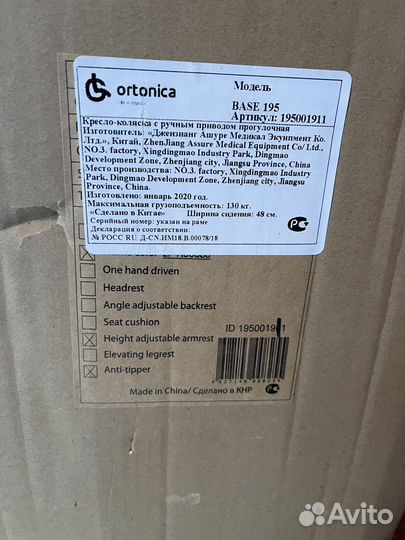 ortonica
Модель
BASE 195
Артикул: 195001911
Кресло-коляска с ручным приводом прогулочная
Изготовитель: «Джензианг Ашуре Медикал Экуипмент Ко.
Лтд.», Китай, ZhenJiang Assure Medical Equipment Co/ Ltd.,
NO.3. factory, Xingdingmao Industry Park, Dingmao
Development Zone, Zhenjiang city, Jiangsu Province, China
Место производства: NO.3. factory, Xingdingmao Industry
Park, Dingmao Development Zone, Zhenjiang city, Jiangsu
Province, China.
Изготовлено: январь 2020 год.
Максимальная грузоподъемность: 130 кг.
«Сделано в Китае» Ширина сидения: 48 см.
Серийный номер: указан на раме
Декларация о соответствии:
№ РОСС RU Д-CN.ИМ18.В.00078/18
One hand driven
Headrest
Angle adjustable backrest
Seat cushion
ID 195001911
Height adjustable armrest
Elevating legrest
Anti-tipper
Made in China/ Сделано в КНР
Avito